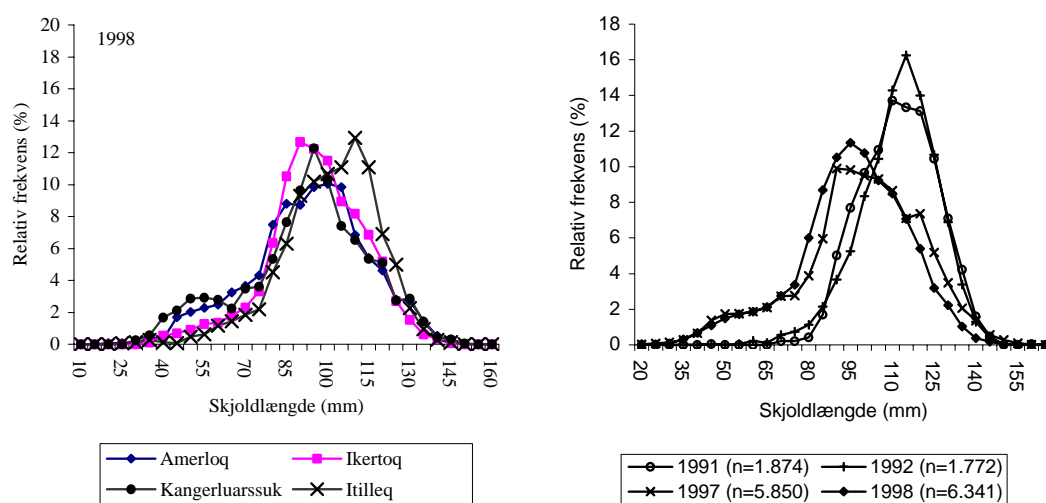 1998
Relativ frekvens (%)
20
18
16
14
12
10
8
6
4
2
0
10 25 40 55 70 85 100 115 130 145 160
Skjoldlængde (mm)
Amerloq Ikertoq
Kangerluarssuk Itilleq
Relativ frekvens (%)
18
16
14
12
10
8
6
4
2
0
20 35 50 65 80 95 110 125 140 155
Skjoldlængde (mm)
1991 (n=1.874) 1992 (n=1.772)
1997 (n=5.850) 1998 (n=6.341)